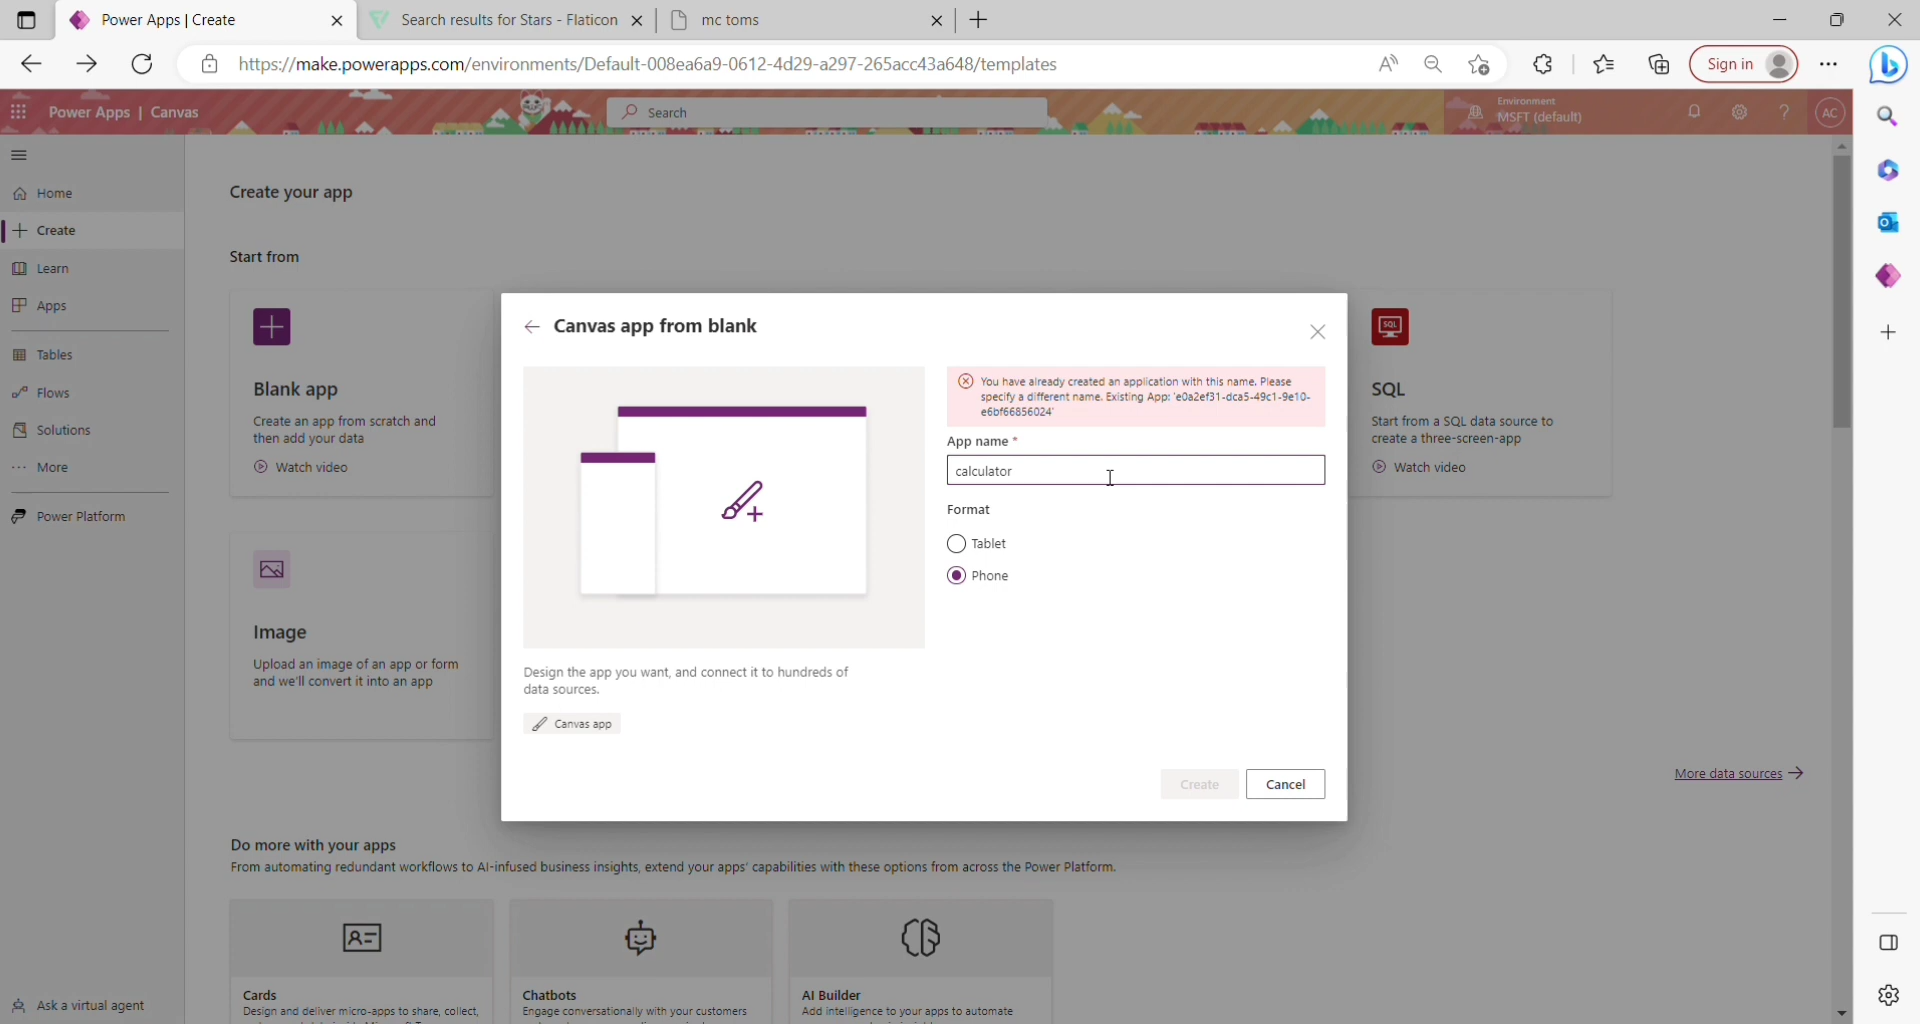 Power Apps | Create
Search results for Stars - Flaticon
mc toms
https://make.powerapps.com/environments/Default-008ea6a9-0612-4d29-a297-265acc43a648/templates
Sign in
Power Apps | Canvas
Search
Environment
MSFT (default)
AC
Home
Create
Learn
Apps
Tables
Flows
Solutions
More
Power Platform
Ask a virtual agent
Create your app
Start from
Blank app
Create an app from scratch and
then add your data
Watch video
Image
Upload an image of an app or form
and we'll convert it into an app
Canvas app from blank
Design the app you want, and connect it to hundreds of
data sources.
Canvas app
You have already created an application with this name. Please
specify a different name. Existing App: 'e0a2ef31-dca5-49c1-9e10-
e6bf66856024'
App name *
calculator
Format
Tablet
Phone
Create
Cancel
SQL
SQL
Start from a SQL data source to
create a three-screen-app
Watch video
More data sources
Do more with your apps
From automating redundant workflows to AI-infused business insights, extend your apps' capabilities with these options from across the Power Platform.
Cards
Design and deliver micro-apps to share, collect,
Chatbots
Engage conversationally with your customers
AI Builder
Add intelligence to your apps to automate